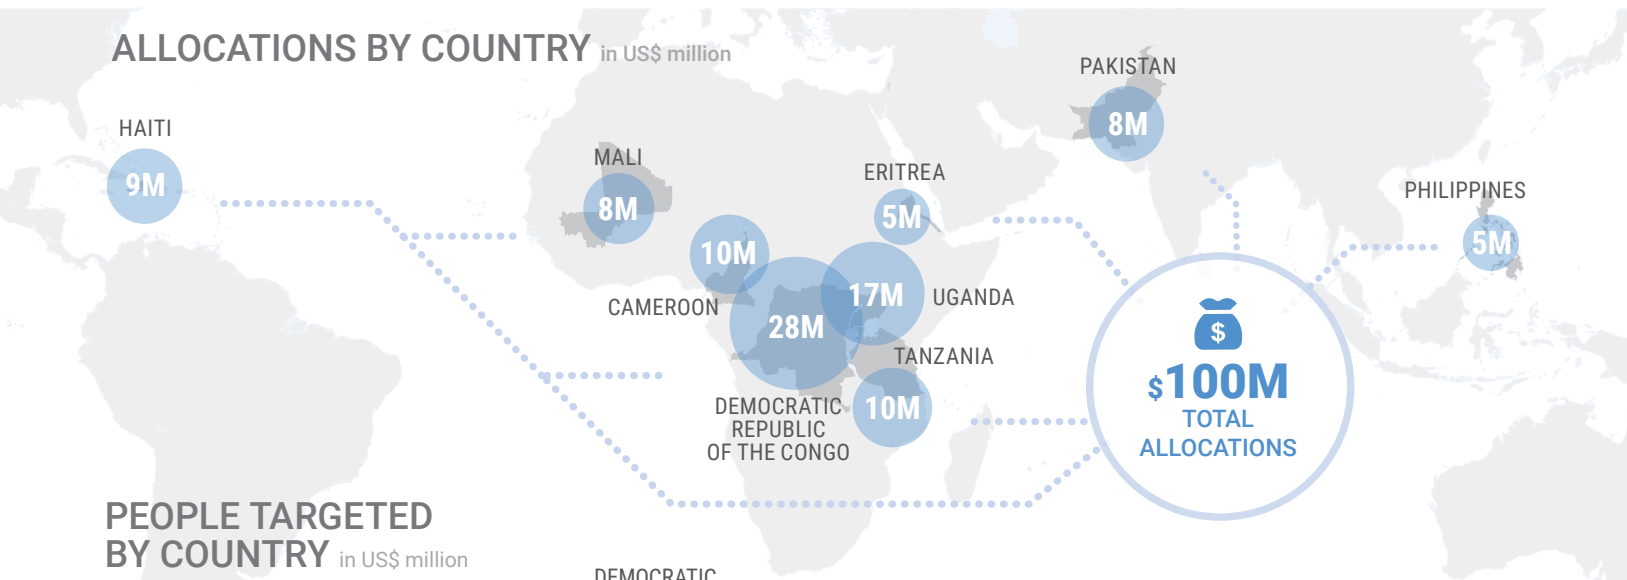 ALLOCATIONS BY COUNTRY in US$ million
PAKISTAN
8M
HAITI
9M
MALI
8M
ERITREA
5M
PHILIPPINES
5M
10M
CAMEROON
17M
UGANDA
28M
TANZANIA
10M
DEMOCRATIC
REPUBLIC
OF THE CONGO
$
$100M
TOTAL
ALLOCATIONS
PEOPLE TARGETED
BY COUNTRY in US$ million
DEMOCRATIC